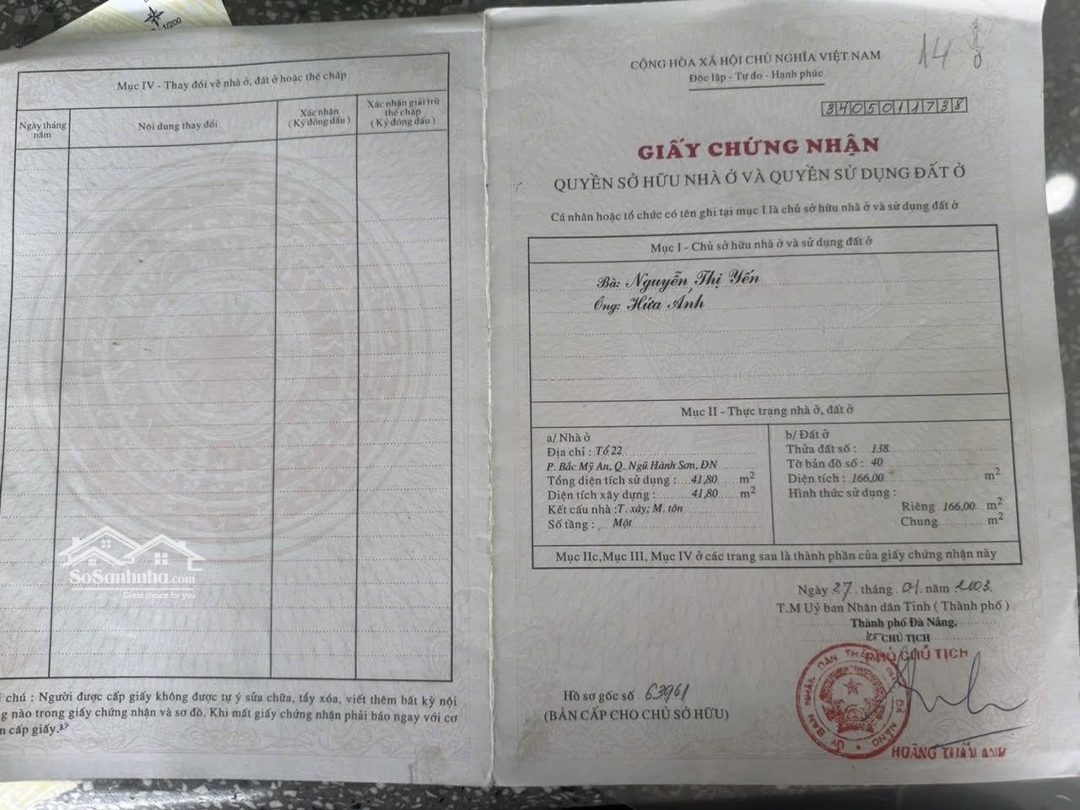 1/200
Mục IV - Thay đổi về nhà ở, đất ở hoặc thế chấp
Ngày tháng năm
Nội dung thay đổi
Xác nhận ( Ký đóng dấu )
Xác nhận giải trừ thế chấp ( Ký đóng dấu )
chú : Người được cấp giấy không được tự ý sửa chữa, tẩy xóa, viết thêm bất kỳ nội
g nào trong giấy chứng nhận và sơ đồ. Khi mất giấy chứng nhận phải báo ngay với cơ
n cấp giấy.
SoSanhnha.com
Great choice for you
CỘNG HÒA XÃ HỘI CHỦ NGHĨA VIỆT NAM
Độc lập - Tự do - Hạnh phúc
14
3405011738
GIẤY CHỨNG NHẬN
QUYỀN SỞ HỮU NHÀ Ở VÀ QUYỀN SỬ DỤNG ĐẤT Ở
Cá nhân hoặc tổ chức có tên ghi tại mục I là chủ sở hữu nhà ở và sử dụng đất ở
Mục I - Chủ sở hữu nhà ở và sử dụng đất ở
Bà: Nguyễn Thị Yến
Ông: Hứa Ánh
Mục II - Thực trạng nhà ở, đất ở
a/ Nhà ở
Địa chỉ : Tổ 22
P. Bắc Mỹ An, Q. Ngũ Hành Sơn, ĐN
Tổng diện tích sử dụng : 41,80 m²
Diện tích xây dựng : 41,80 m²
Kết cấu nhà : T. xây; M. tôn
Số tầng : Một
b/ Đất ở
Thửa đất số : 138
Tờ bản đồ số : 40
Diện tích : 166,00 m²
Hình thức sử dụng :
Riêng 166,00 m²
Chung m²
Mục IIc, Mục III, Mục IV ở các trang sau là thành phần của giấy chứng nhận này
Ngày 27 tháng 01 năm 2003
T.M Uỷ ban Nhân dân Tỉnh ( Thành phố )
Thành phố Đà Nẵng.
KT CHỦ TỊCH
PHÓ CHỦ TỊCH
Hồ sơ gốc số 63961
(BẢN CẤP CHO CHỦ SỞ HỮU)
HOÀNG TUẤN ANH